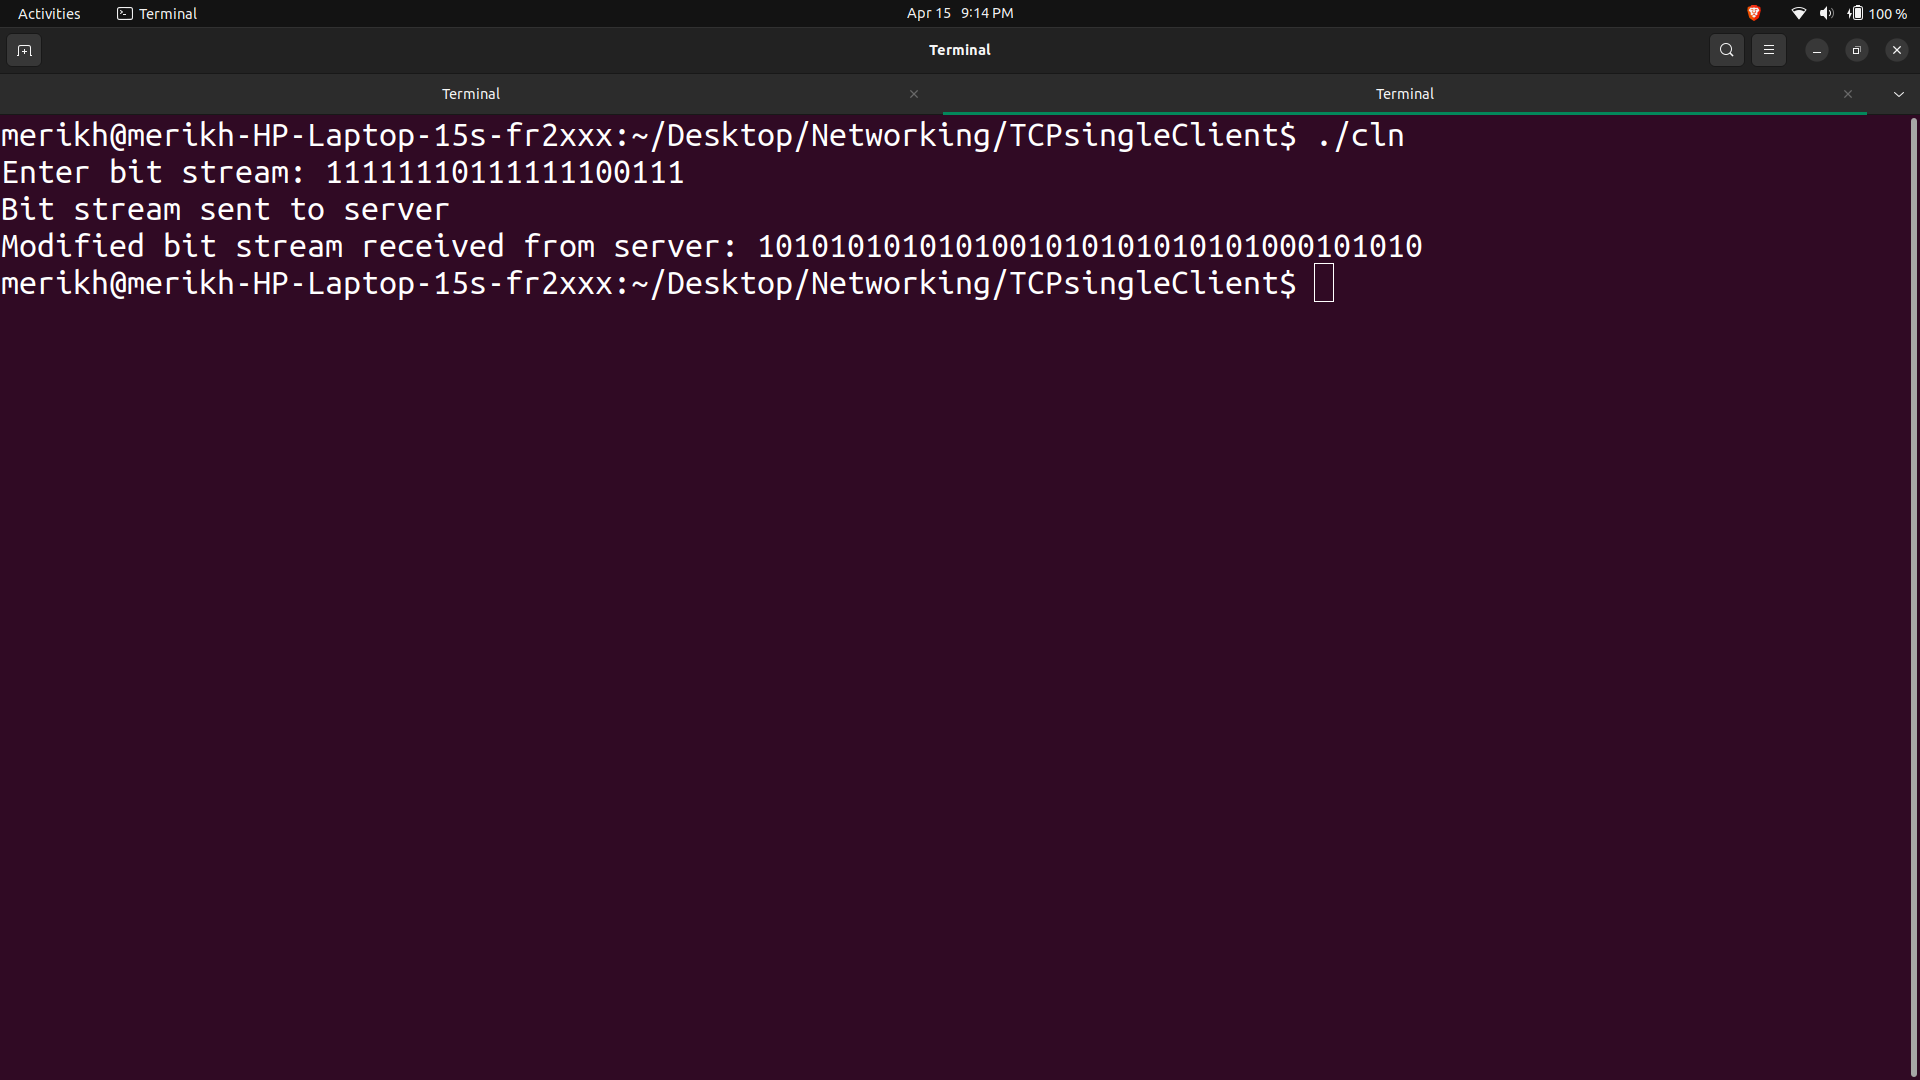 Activities
Terminal
Apr 15 9:14 PM
100 %
Terminal
Terminal
Terminal
merikh@merikh-HP-Laptop-15s-fr2xxx:~/Desktop/Networking/TCPsingleClient$ ./cln
Enter bit stream: 11111110111111100111
Bit stream sent to server
Modified bit stream received from server: 1010101010101001010101010101000101010
merikh@merikh-HP-Laptop-15s-fr2xxx:~/Desktop/Networking/TCPsingleClient$